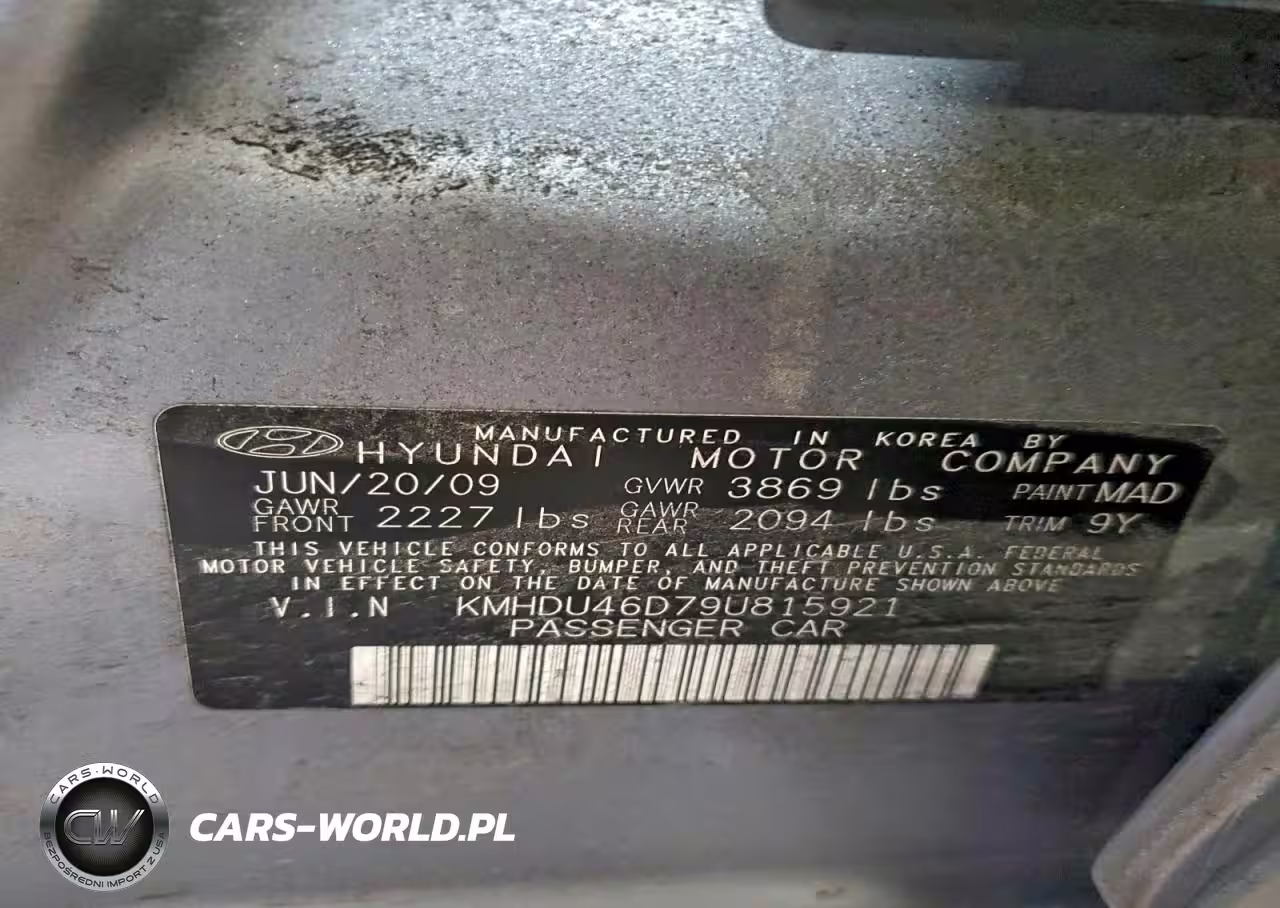 MANUFACTURED IN KOREA BY
HYUNDAI MOTOR COMPANY
JUN/20/09 GVWR 3869 lbs PAINT MAD
GAWR FRONT 2227 lbs GAWR REAR 2094 lbs TRIM 9Y
THIS VEHICLE CONFORMS TO ALL APPLICABLE U.S.A. FEDERAL
MOTOR VEHICLE SAFETY, BUMPER, AND THEFT PREVENTION STANDARDS
IN EFFECT ON THE DATE OF MANUFACTURE SHOWN ABOVE
V.I.N KMHDU46D79U815921
PASSENGER CAR
CARS-WORLD
CW
BEZPOŚREDNI IMPORT Z USA
CARS-WORLD.PL